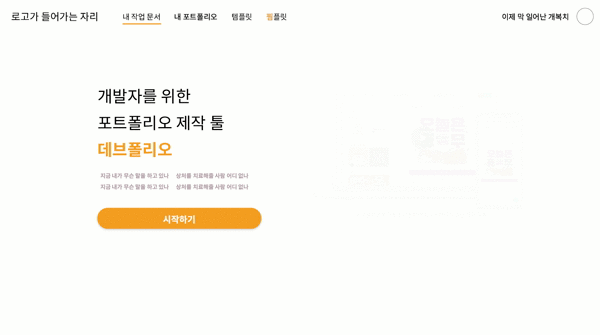 로고가 들어가는 자리 내 작업 문서 내 포트폴리오 템플릿 찜플릿 이제 막 일어난 개복치
개발자를 위한
포트폴리오 제작 툴
데브폴리오
지금 내가 무슨 말을 하고 있나 상처를 치료해줄 사람 어디 없나
지금 내가 무슨 말을 하고 있나 상처를 치료해줄 사람 어디 없나
시작하기